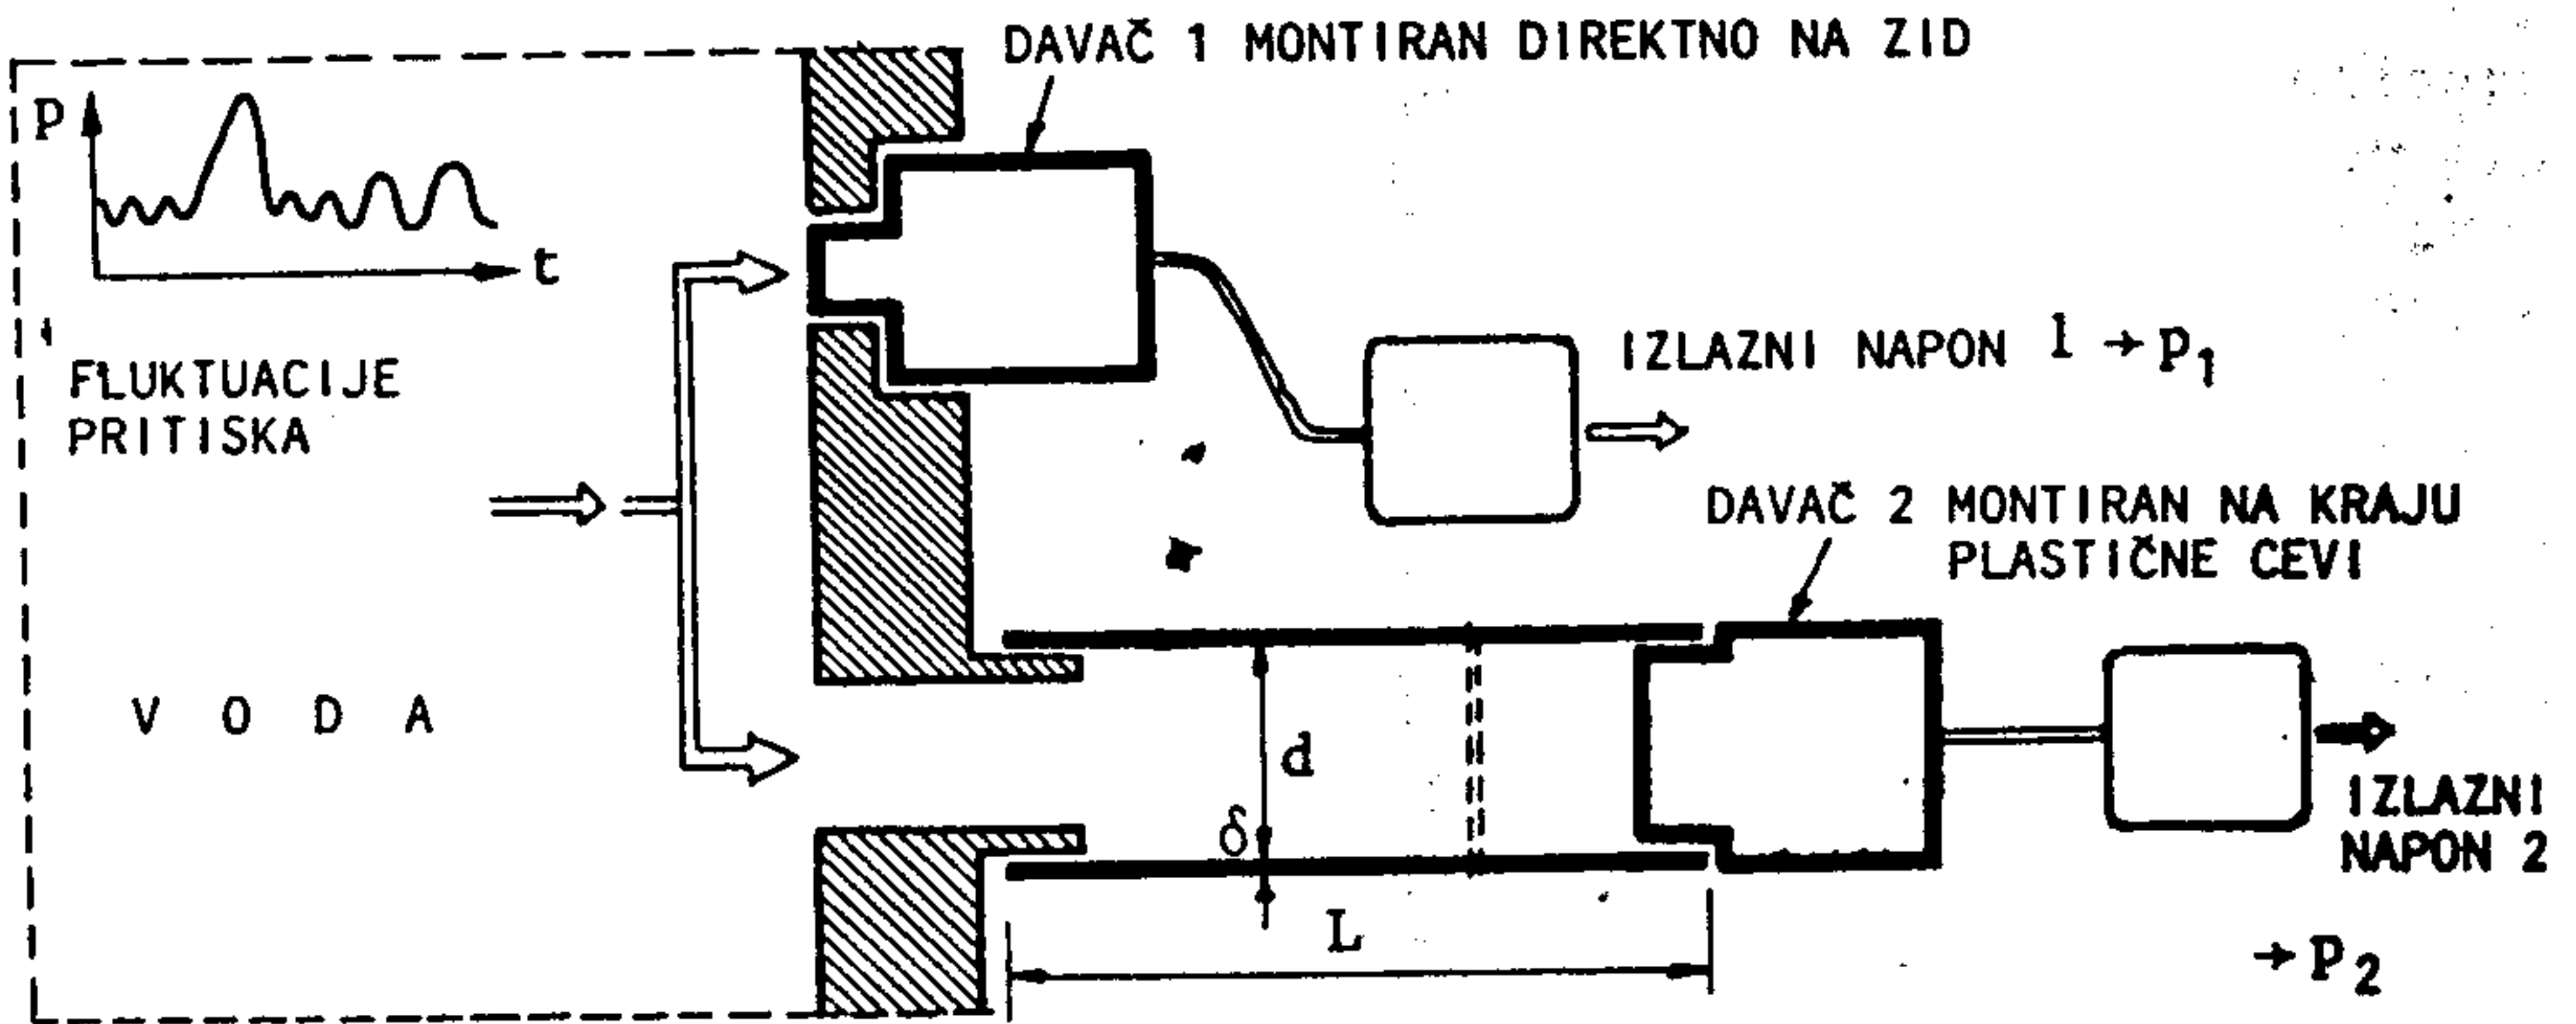 DAVAČ 1 MONTIRAN DIREKTNO NA ZID
p
t
FLUKTUACIJE
PRITISKA
IZLAZNI NAPON 1 → p₁
DAVAČ 2 MONTIRAN NA KRAJU
PLASTIČNE CEVI
V O D A
d
δ
L
IZLAZNI
NAPON 2
→ p₂